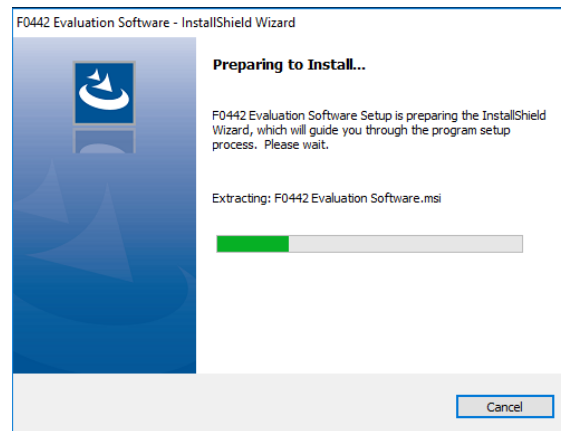 F0442 Evaluation Software - InstallShield Wizard
Preparing to Install...
F0442 Evaluation Software Setup is preparing the InstallShield
Wizard, which will guide you through the program setup
process. Please wait.
Extracting: F0442 Evaluation Software.msi
Cancel